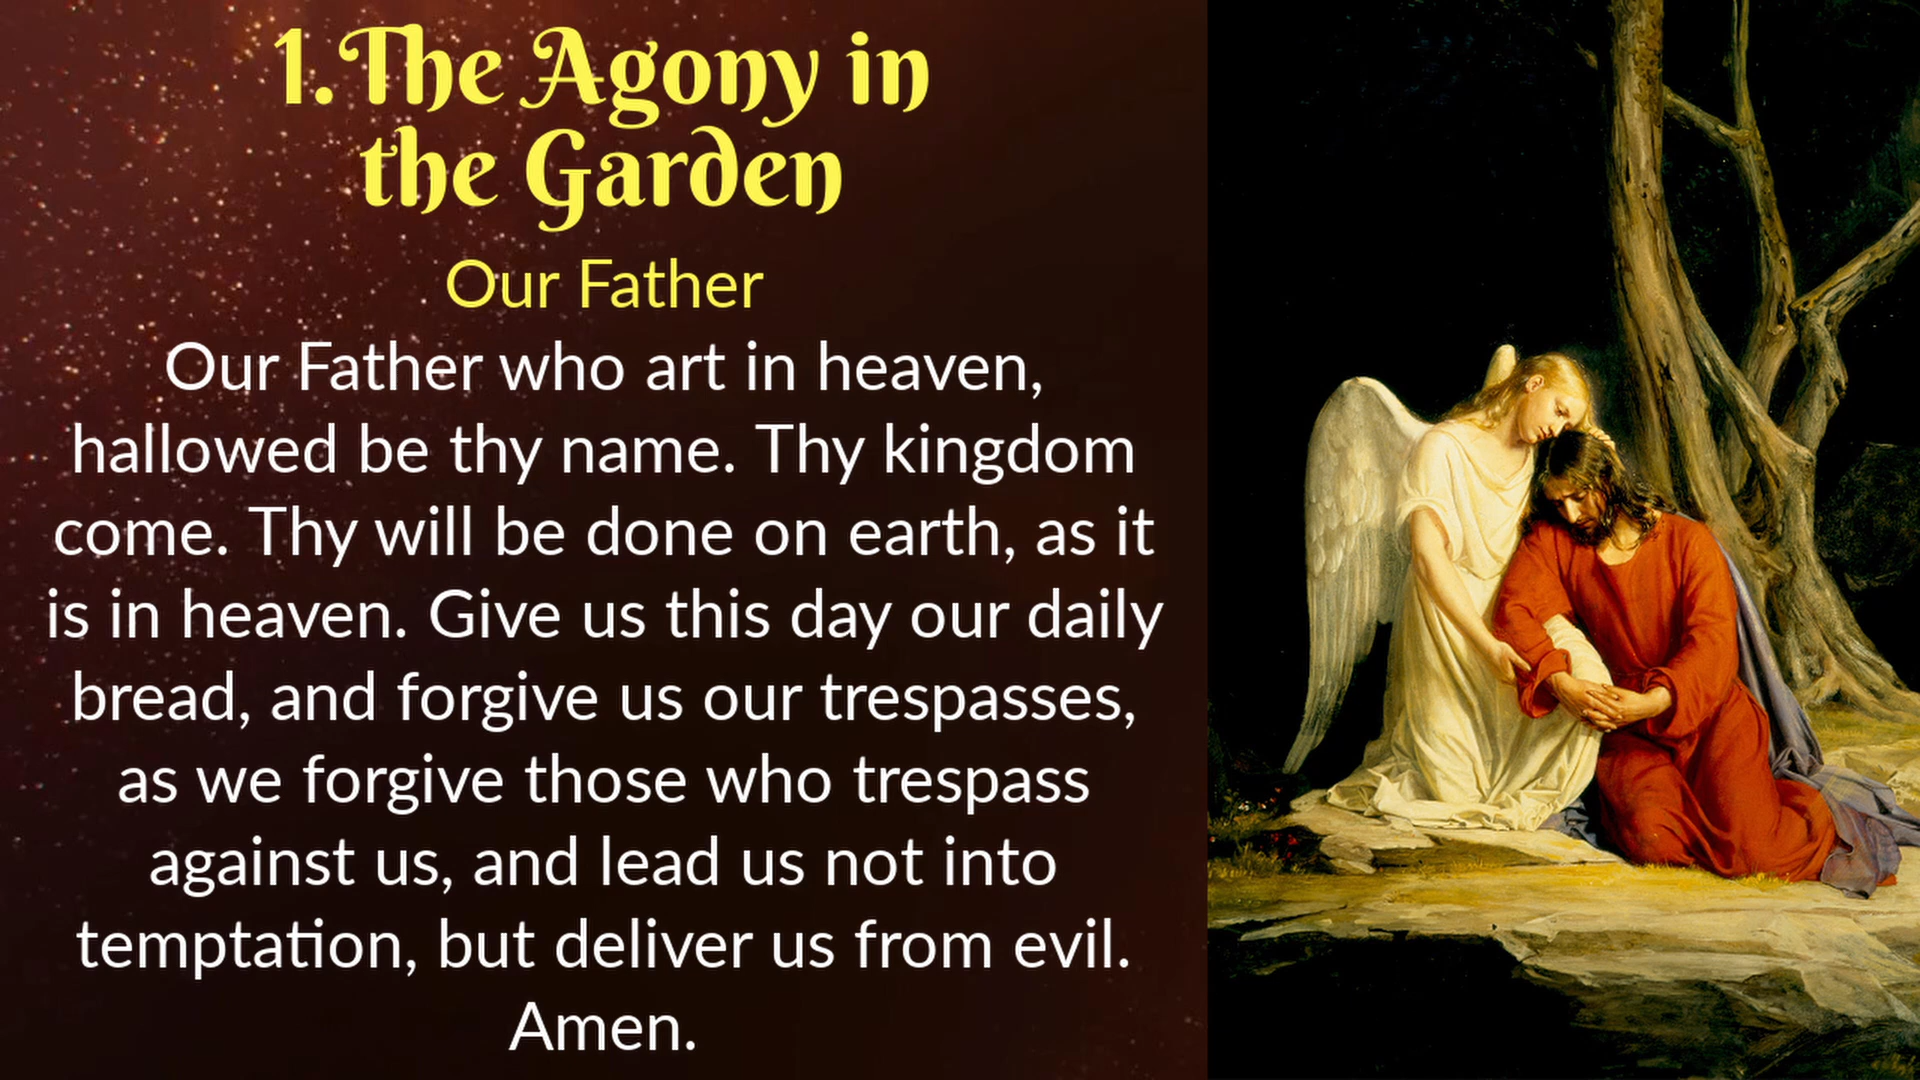 1. The Agony in
the Garden
Our Father
Our Father who art in heaven,
hallowed be thy name. Thy kingdom
come. Thy will be done on earth, as it
is in heaven. Give us this day our daily
bread, and forgive us our trespasses,
as we forgive those who trespass
against us, and lead us not into
temptation, but deliver us from evil.
Amen.